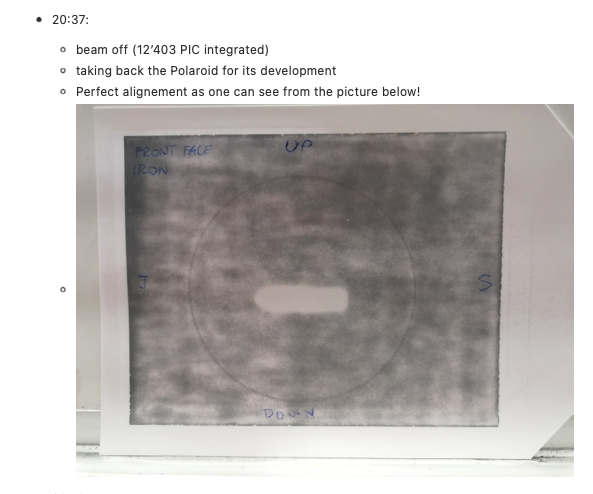 20:37:
beam off (12’403 PIC integrated)
taking back the Polaroid for its development
Perfect alignement as one can see from the picture below!
FRONT FACE
IRON
UP
J
S
DOWN